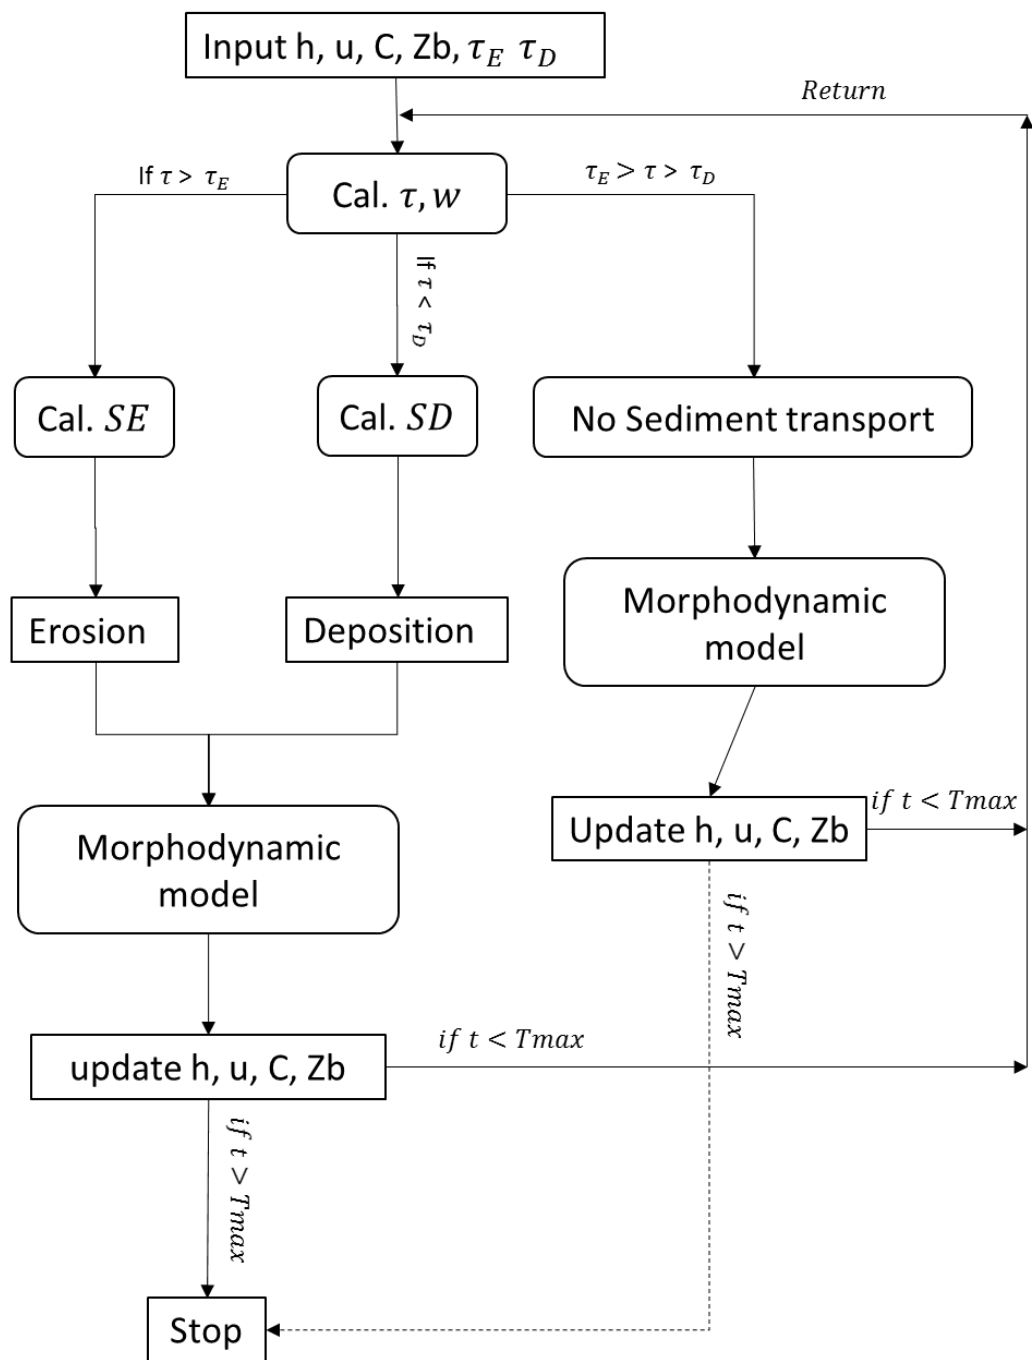 Input h, u, C, Zb, τ_E τ_D
Return
If τ > τ_E
τ_E > τ > τ_D
Cal. τ, w
If τ < τ_D
Cal. SE
Cal. SD
No Sediment transport
Erosion
Deposition
Morphodynamic
model
Morphodynamic
model
if t < Tmax
Update h, u, C, Zb
if t > Tmax
if t < Tmax
update h, u, C, Zb
if t > Tmax
Stop